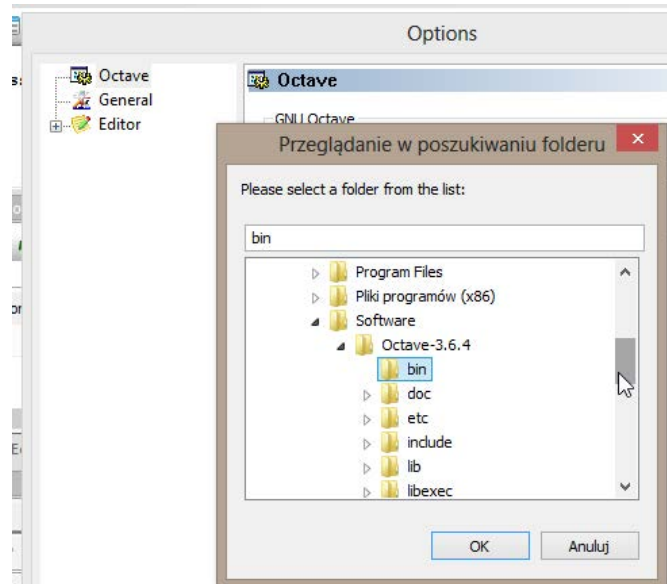 Options
Octave
General
Editor
Octave
GNU Octave
Przeglądanie w poszukiwaniu folderu
Please select a folder from the list:
bin
Program Files
Pliki programów (x86)
Software
Octave-3.6.4
bin
doc
etc
include
lib
libexec
OK
Anuluj